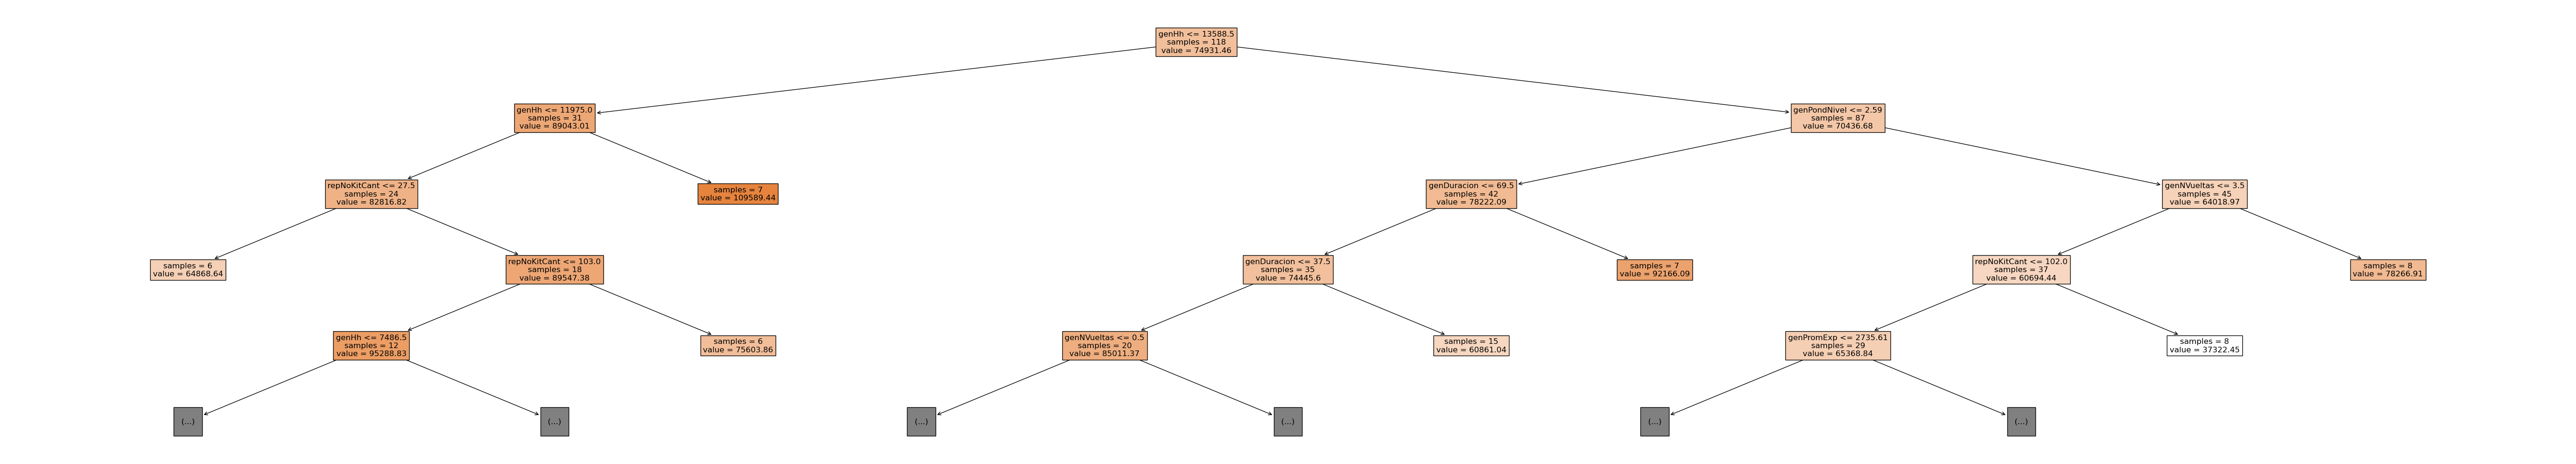 genHh <= 13588.5
samples = 118
value = 74931.46
genHh <= 11975.0
samples = 31
value = 89043.01
genPondNivel <= 2.59
samples = 87
value = 70436.68
repNoKitCant <= 27.5
samples = 24
value = 82816.82
samples = 7
value = 109589.44
genDuracion <= 69.5
samples = 42
value = 78222.09
genNVueltas <= 3.5
samples = 45
value = 64018.97
samples = 6
value = 64868.64
repNoKitCant <= 103.0
samples = 18
value = 89547.38
genDuracion <= 37.5
samples = 35
value = 74445.6
samples = 7
value = 92166.09
repNoKitCant <= 102.0
samples = 37
value = 60694.44
samples = 8
value = 78266.91
genHh <= 7486.5
samples = 12
value = 95288.83
samples = 6
value = 75603.86
genNVueltas <= 0.5
samples = 20
value = 85011.37
samples = 15
value = 60861.04
genPromExp <= 2735.61
samples = 29
value = 65368.84
samples = 8
value = 37322.45
(...)
(...)
(...)
(...)
(...)
(...)